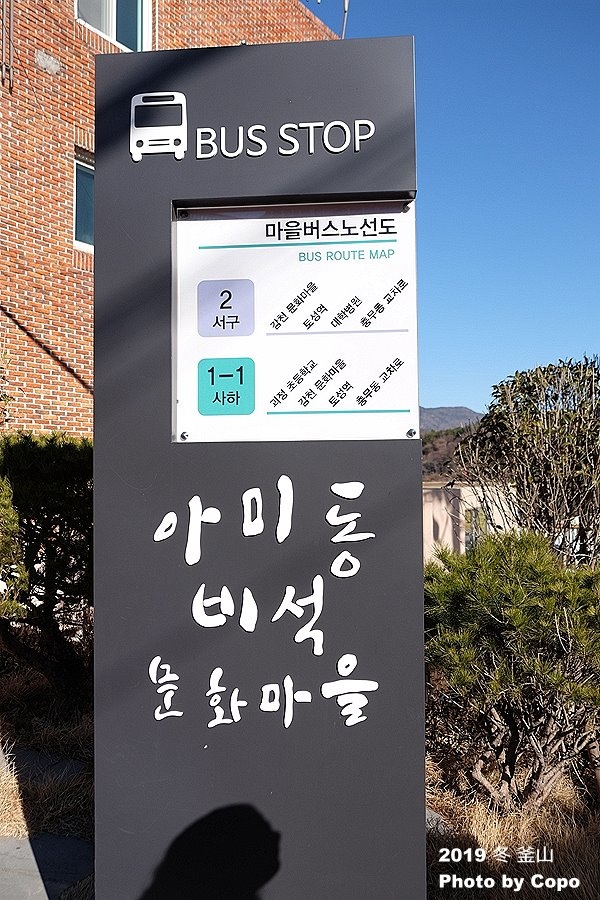 BUS STOP
마을버스노선도
BUS ROUTE MAP
2
서구
감천 문화마을
토성역
대학병원
충무동 교차로
1-1
사하
괴정 초등학교
감천 문화마을
토성역
충무동 교차로
아미동
비석
문화마을
2019 冬 釜山
Photo by Copo